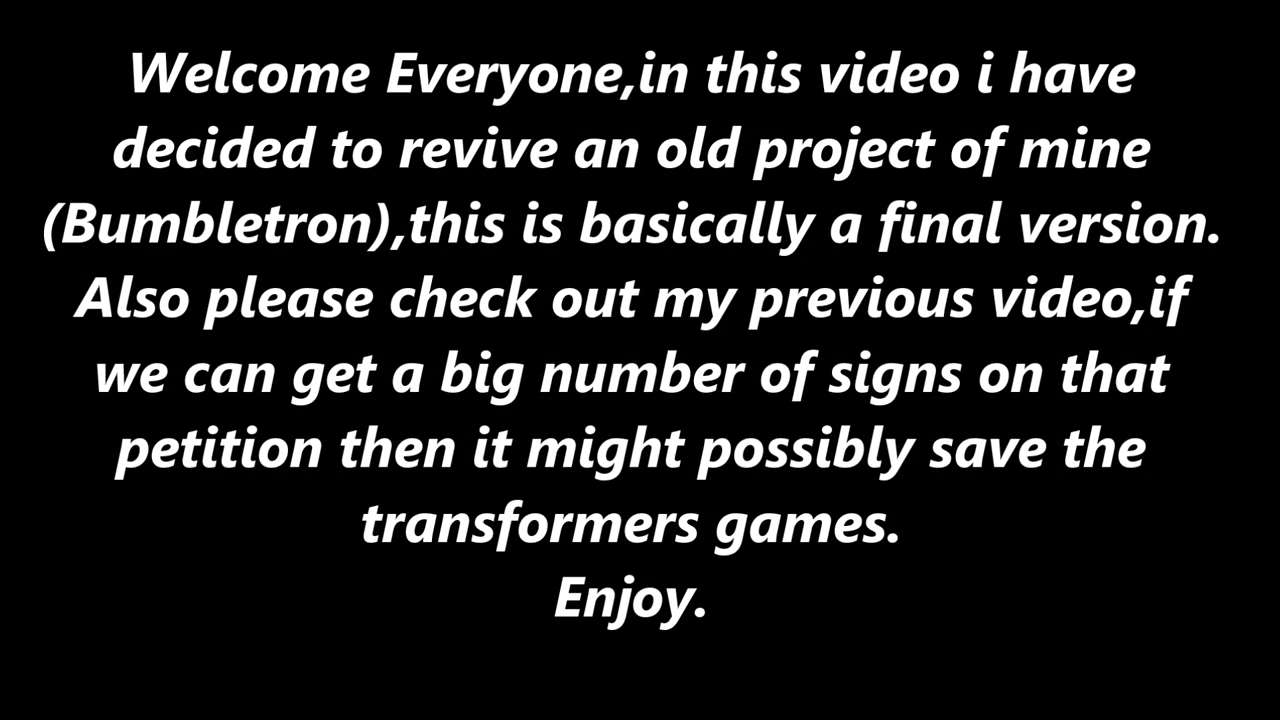 Welcome Everyone,in this video i have
decided to revive an old project of mine
(Bumbletron),this is basically a final version.
Also please check out my previous video,if
we can get a big number of signs on that
petition then it might possibly save the
transformers games.
Enjoy.